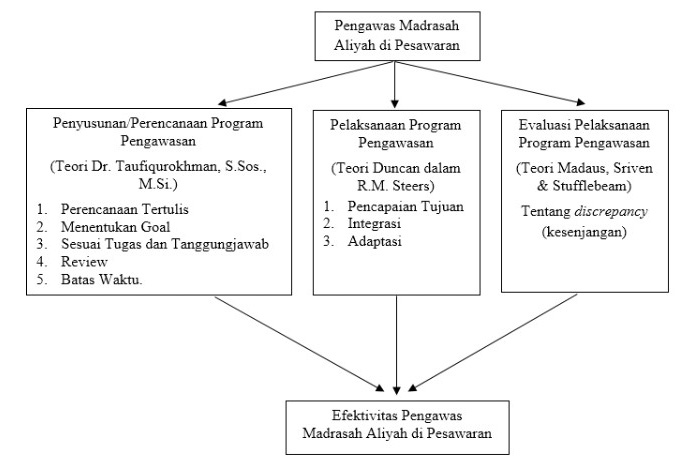 Pengawas Madrasah
Aliyah di Pesawaran
Penyusunan/Perencanaan Program
Pengawasan
(Teori Dr. Taufiqurokhman, S.Sos.,
M.Si.)
1. Perencanaan Tertulis
2. Menentukan Goal
3. Sesuai Tugas dan Tanggungjawab
4. Review
5. Batas Waktu.
Pelaksanaan Program
Pengawasan
(Teori Duncan dalam
R.M. Steers)
1. Pencapaian Tujuan
2. Integrasi
3. Adaptasi
Evaluasi Pelaksanaan
Program Pengawasan
(Teori Madaus, Sriven
& Stufflebeam)
Tentang discrepancy
(kesenjangan)
Efektivitas Pengawas
Madrasah Aliyah di Pesawaran